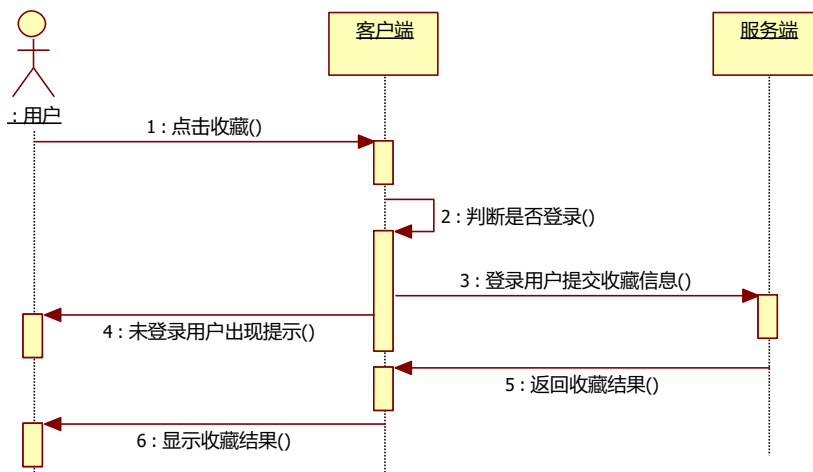 客户端
服务端
: 用户
1 : 点击收藏()
2 : 判断是否登录()
3 : 登录用户提交收藏信息()
4 : 未登录用户出现提示()
5 : 返回收藏结果()
6 : 显示收藏结果()